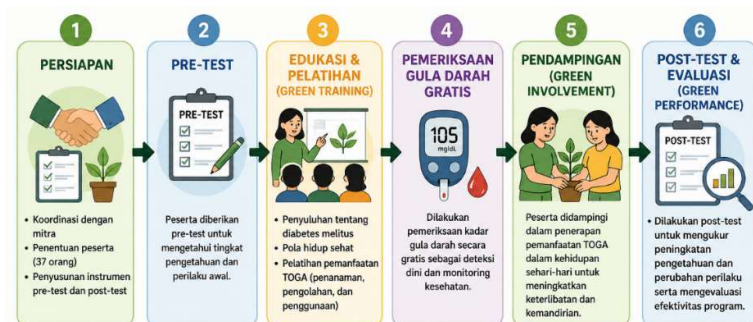 1
PERSIAPAN
• Koordinasi dengan
mitra
• Penentuan peserta
(37 orang)
• Penyusunan instrumen
pre-test dan post-test
2
PRE-TEST
PRE-TEST
Peserta diberikan
pre-test untuk
mengetahui tingkat
pengetahuan dan
perilaku awal.
3
EDUKASI &
PELATIHAN
(GREEN TRAINING)
• Penyuluhan tentang
diabetes melitus
• Pola hidup sehat
• Pelatihan pemanfaatan
TOGA (penanaman,
pengolahan, dan
penggunaan)
4
PEMERIKSAAN
GULA DARAH
GRATIS
105
mg/dL
Dilakukan
pemeriksaan kadar
gula darah secara
gratis sebagai deteksi
dini dan monitoring
kesehatan.
5
PENDAMPINGAN
(GREEN
INVOLVEMENT)
Peserta didampingi
dalam penerapan
pemanfaatan TOGA
dalam kehidupan
sehari-hari untuk
meningkatkan
keterlibatan dan
kemandirian.
6
POST-TEST &
EVALUASI
(GREEN
PERFORMANCE)
POST-TEST
• Dilakukan post-test
untuk mengukur
peningkatan
pengetahuan dan
perubahan perilaku
serta mengevaluasi
efektivitas program.